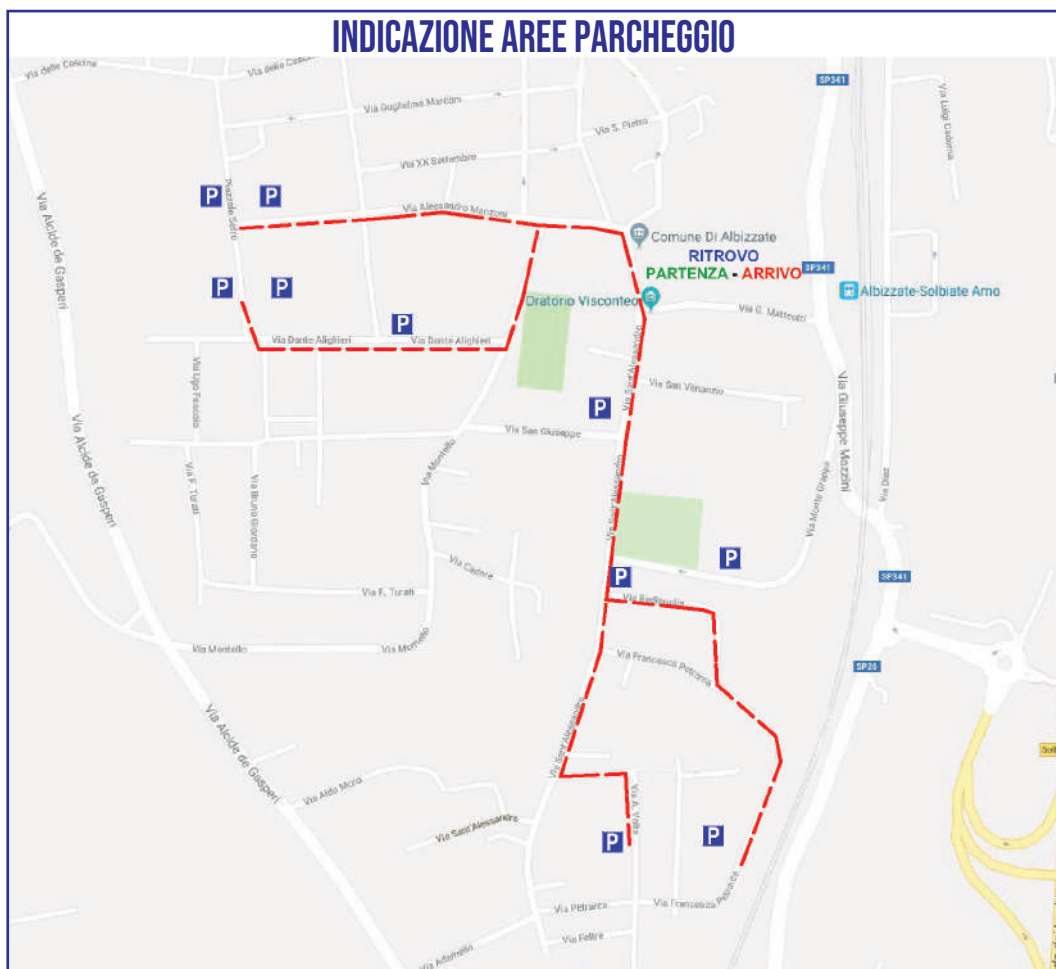 INDICAZIONE AREE PARCHEGGIO
Via delle Cascine
SP341
Via Guglielmo Marconi
Via S. Pietro
Via Luigi Cadorna
Via XX Settembre
P
P
Piazzale
Via Alessandro Manzoni
Via Alcide de Gasperi
Comune Di Albizzate
RITROVO
PARTENZA - ARRIVO
SP341
P
P
Oratorio Visconteo
Albizzate-Solbiate Arno
Via G. Matteotti
P
Via Dante Alighieri
Via Dante Alighieri
Via Sant'Alessandro
Via Ugo Foscolo
Via San Venanzio
Via Giuseppe Mazzini
P
Via San Giuseppe
Via Alcide de Gasperi
Via Montello
Via F. Turati
Via Bruno Giordano
Via Sant'Alessandro
Via Monte Grappa
Via Diaz
P
Via Cadore
P
SP341
Via F. Turati
Via Redipuglia
Via Montello
Via Montello
Via Francesco Petrarca
SP26
Via Alcide de Gasperi
Via Sant'Alessandro
Via Aldo Moro
Via A. Volta
Via Sant'Alessandro
P
P
Via Francesco Petrarca
Via Petrarca
Via Feltre
Via Adamello